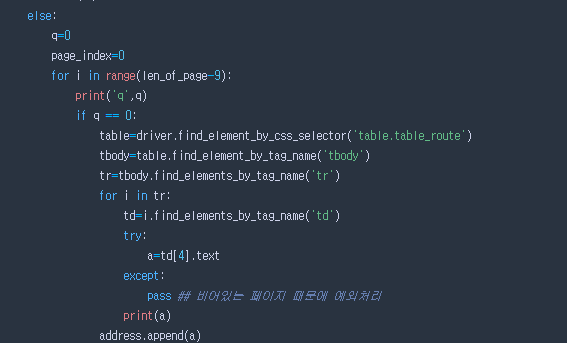 else:
q=0
page_index=0
for i in range(len_of_page-9):
print('q',q)
if q == 0:
table=driver.find_element_by_css_selector('table.table_route')
tbody=table.find_element_by_tag_name('tbody')
tr=tbody.find_elements_by_tag_name('tr')
for i in tr:
td=i.find_elements_by_tag_name('td')
try:
a=td[4].text
except:
pass ## 비어있는 페이지 때문에 예외처리
print(a)
address.append(a)